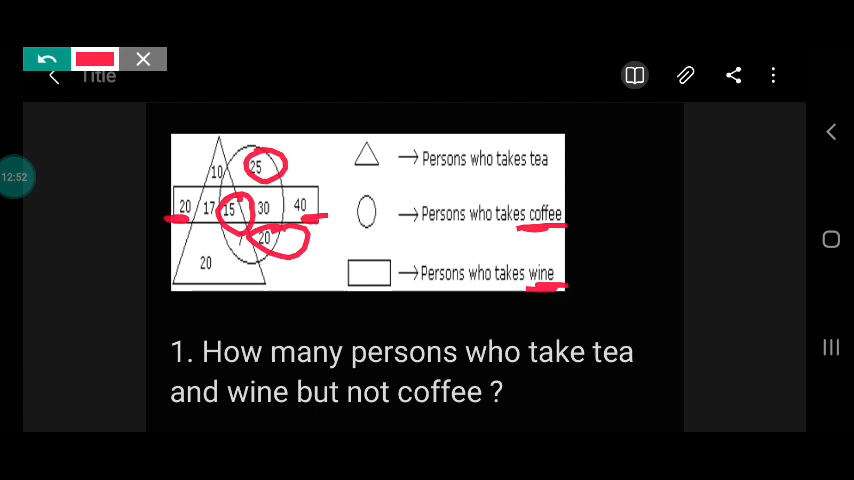 Title
12:52
10 25
20 17 15 30 40
20
20
Persons who takes tea
Persons who takes coffee
Persons who takes wine
1. How many persons who take tea
and wine but not coffee ?